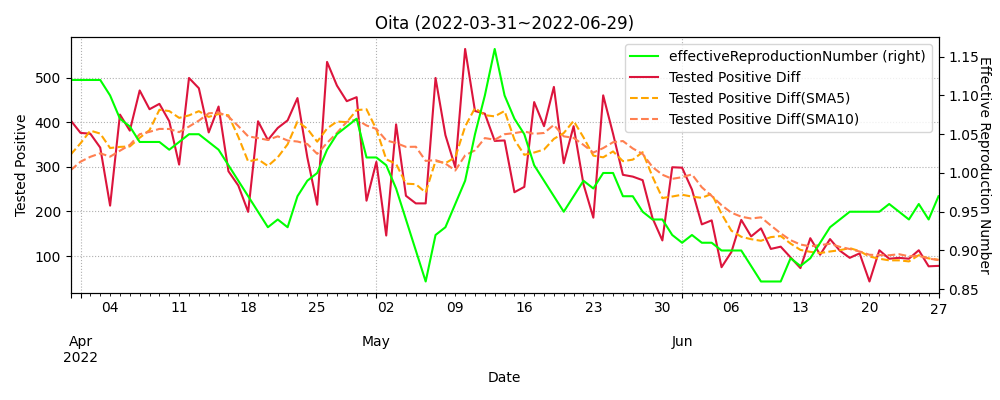 Oita (2022-03-31~2022-06-29)
effectiveReproductionNumber (right)
Tested Positive Diff
Tested Positive Diff(SMA5)
Tested Positive Diff(SMA10)
Tested Positive
500
400
300
200
100
1.15
1.10
1.05
1.00
0.95
0.90
0.85
Effective Reproduction Number
04 11 18 25 02 09 16 23 30 06 13 20 27
Apr May Jun
2022
Date